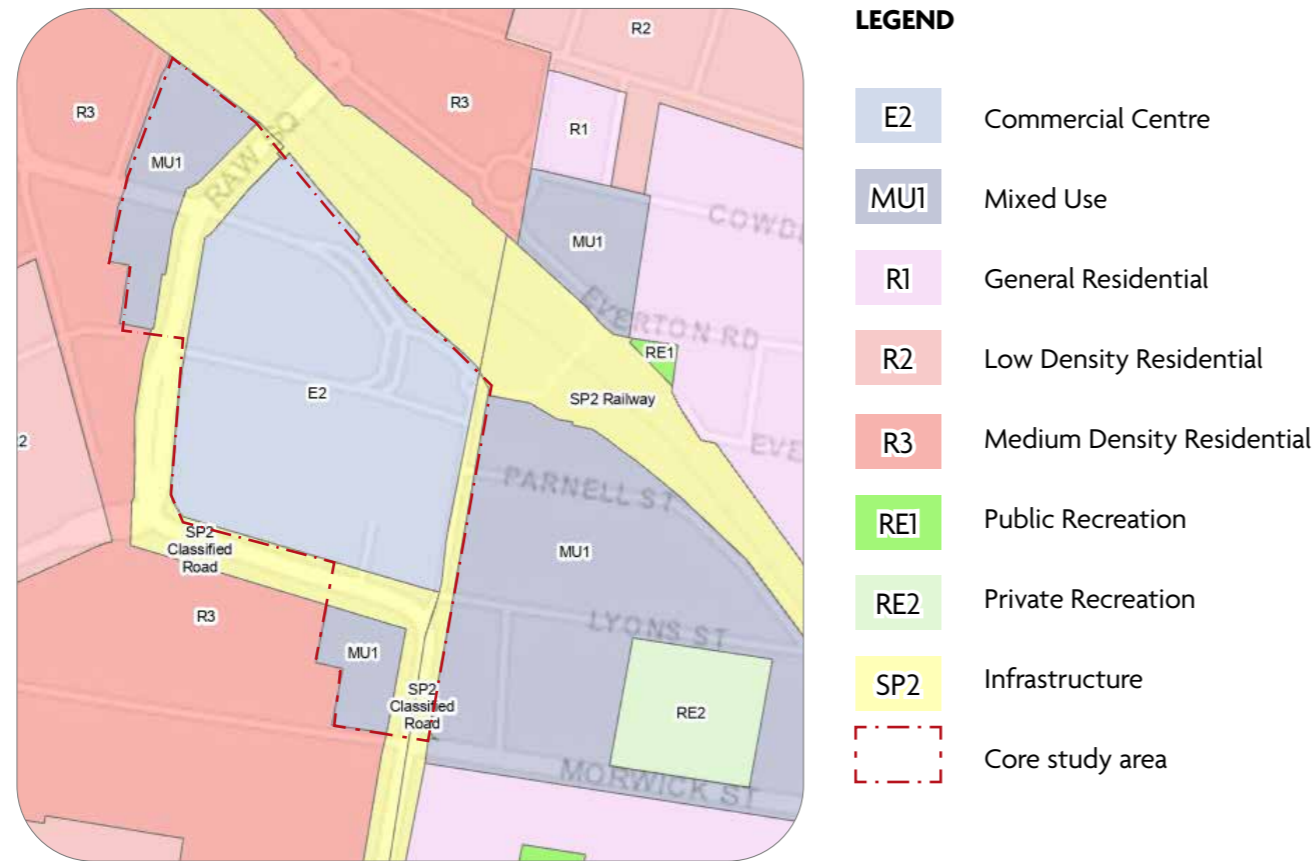 R2
R3
R3
R1
MU1
RAW SQ
COWD
MU1
EVERTON RD
RE1
SP2 Railway
E2
2
EVE
PARNELL ST
SP2
Classified
Road
MU1
R3
LYONS ST
MU1
SP2
Classified
Road
RE2
MORWICK ST
LEGEND
E2 Commercial Centre
MU1 Mixed Use
R1 General Residential
R2 Low Density Residential
R3 Medium Density Residential
RE1 Public Recreation
RE2 Private Recreation
SP2 Infrastructure
Core study area